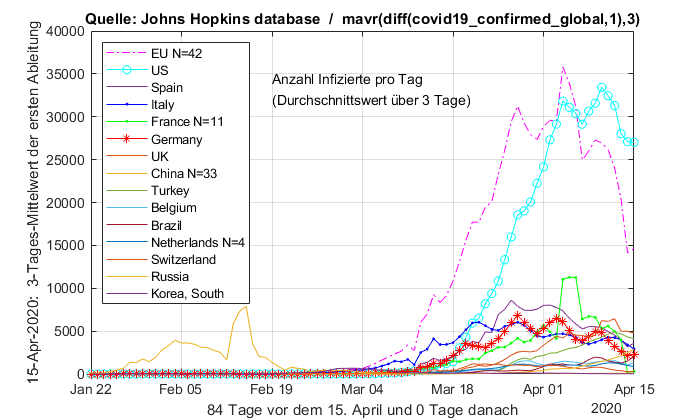 Quelle: Johns Hopkins database / mavr(diff(covid19_confirmed_global,1),3)
15-Apr-2020: 3-Tages-Mittelwert der ersten Ableitung
40000
35000
30000
25000
20000
15000
10000
5000
0
EU N=42
US
Spain
Italy
France N=11
Germany
UK
China N=33
Turkey
Belgium
Brazil
Netherlands N=4
Switzerland
Russia
Korea, South
Anzahl Infizierte pro Tag
(Durchschnittswert über 3 Tage)
Jan 22 Feb 05 Feb 19 Mar 04 Mar 18 Apr 01 Apr 15
2020
84 Tage vor dem 15. April und 0 Tage danach